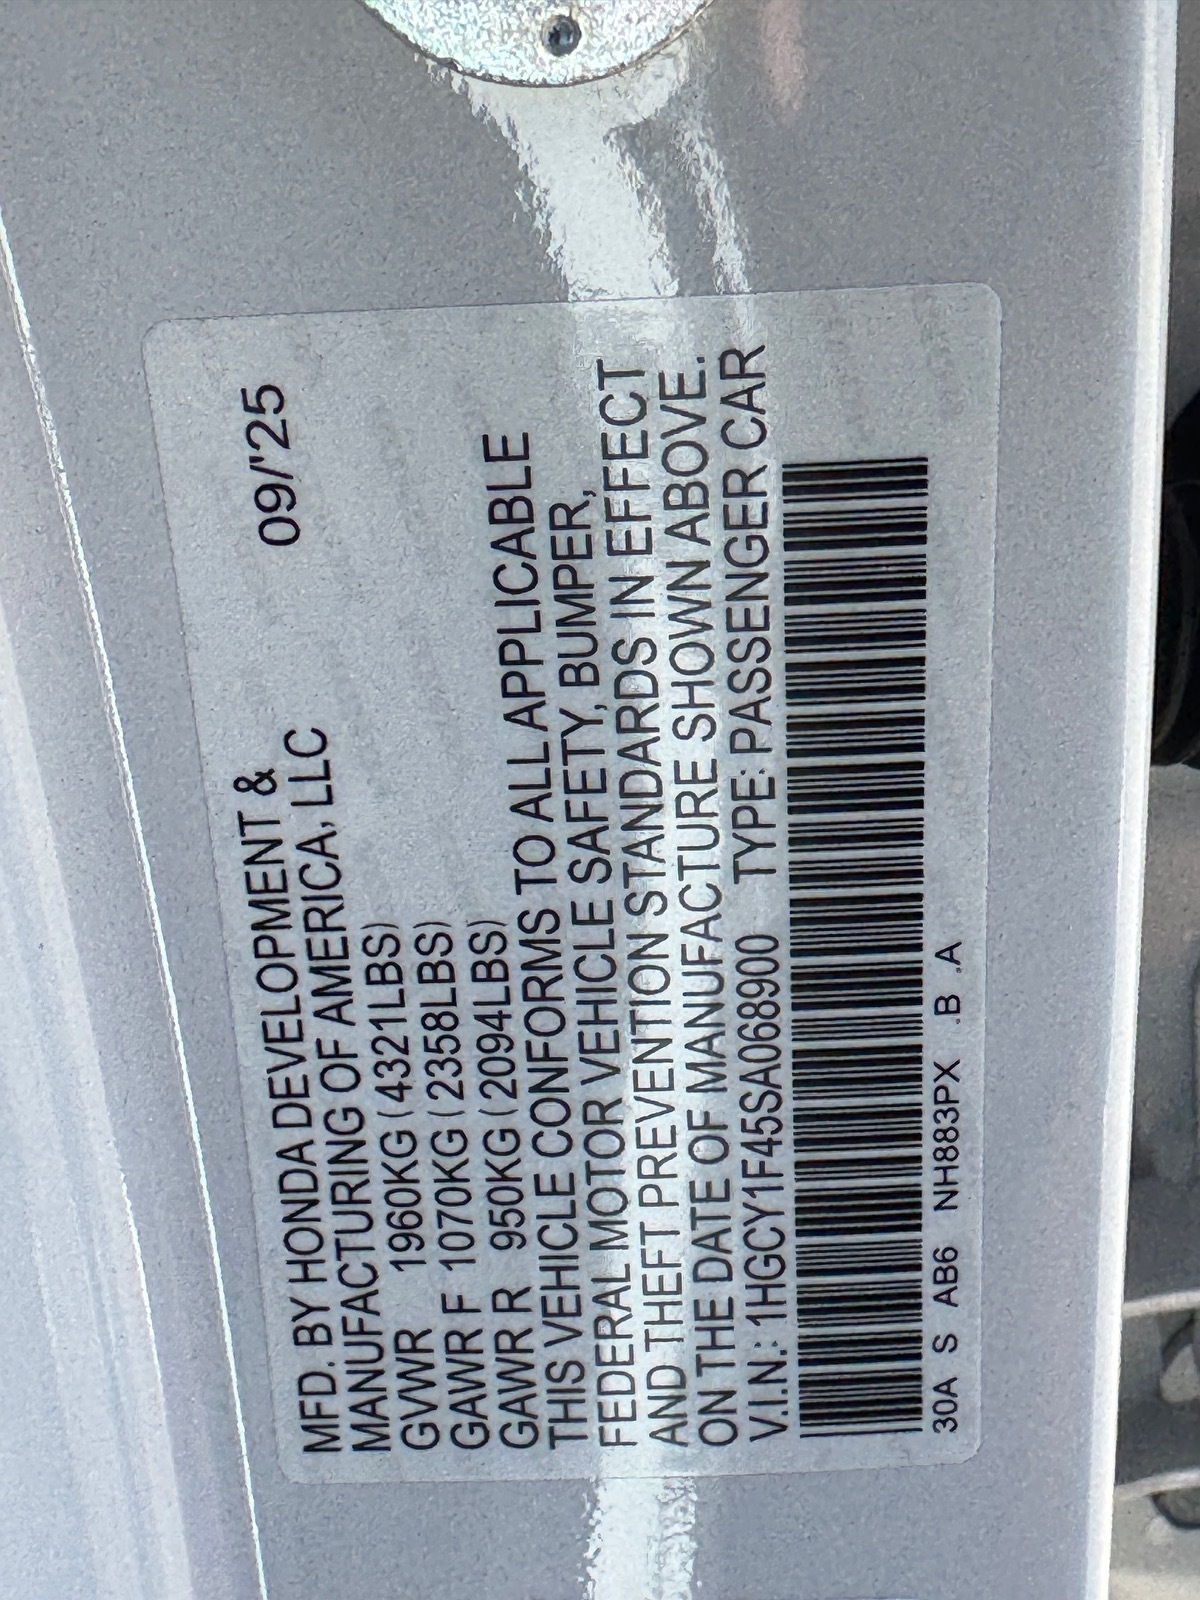 MFD. BY HONDA DEVELOPMENT & 09/'25
MANUFACTURING OF AMERICA, LLC
GVWR 1960KG (4321LBS)
GAWR F 1070KG (2358LBS)
GAWR R 950KG (2094LBS)
THIS VEHICLE CONFORMS TO ALL APPLICABLE
FEDERAL MOTOR VEHICLE SAFETY, BUMPER,
AND THEFT PREVENTION STANDARDS IN EFFECT
ON THE DATE OF MANUFACTURE SHOWN ABOVE.
V.I.N.: 1HGCY1F45SA068900 TYPE: PASSENGER CAR
30A S AB6 NH883PX .B .A